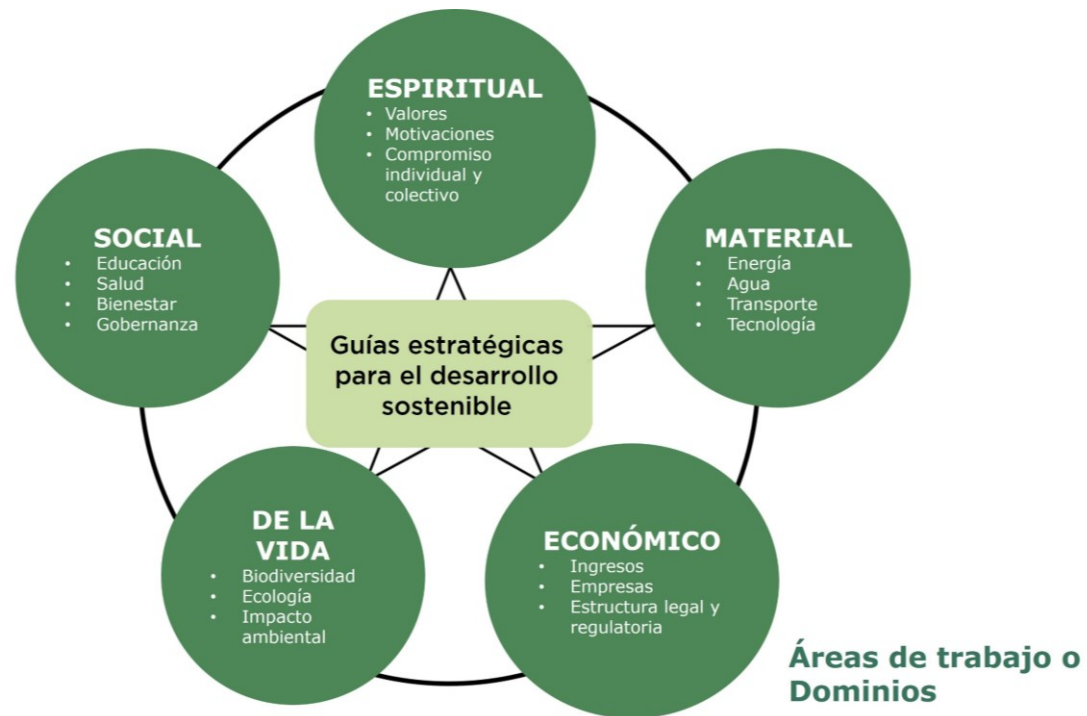 ESPIRITUAL
• Valores
• Motivaciones
• Compromiso
individual y
colectivo
SOCIAL
• Educación
• Salud
• Bienestar
• Gobernanza
MATERIAL
• Energía
• Agua
• Transporte
• Tecnología
Guías estratégicas
para el desarrollo
sostenible
DE LA
VIDA
• Biodiversidad
• Ecología
• Impacto
ambiental
ECONÓMICO
• Ingresos
• Empresas
• Estructura legal y
regulatoria
Áreas de trabajo o
Dominios